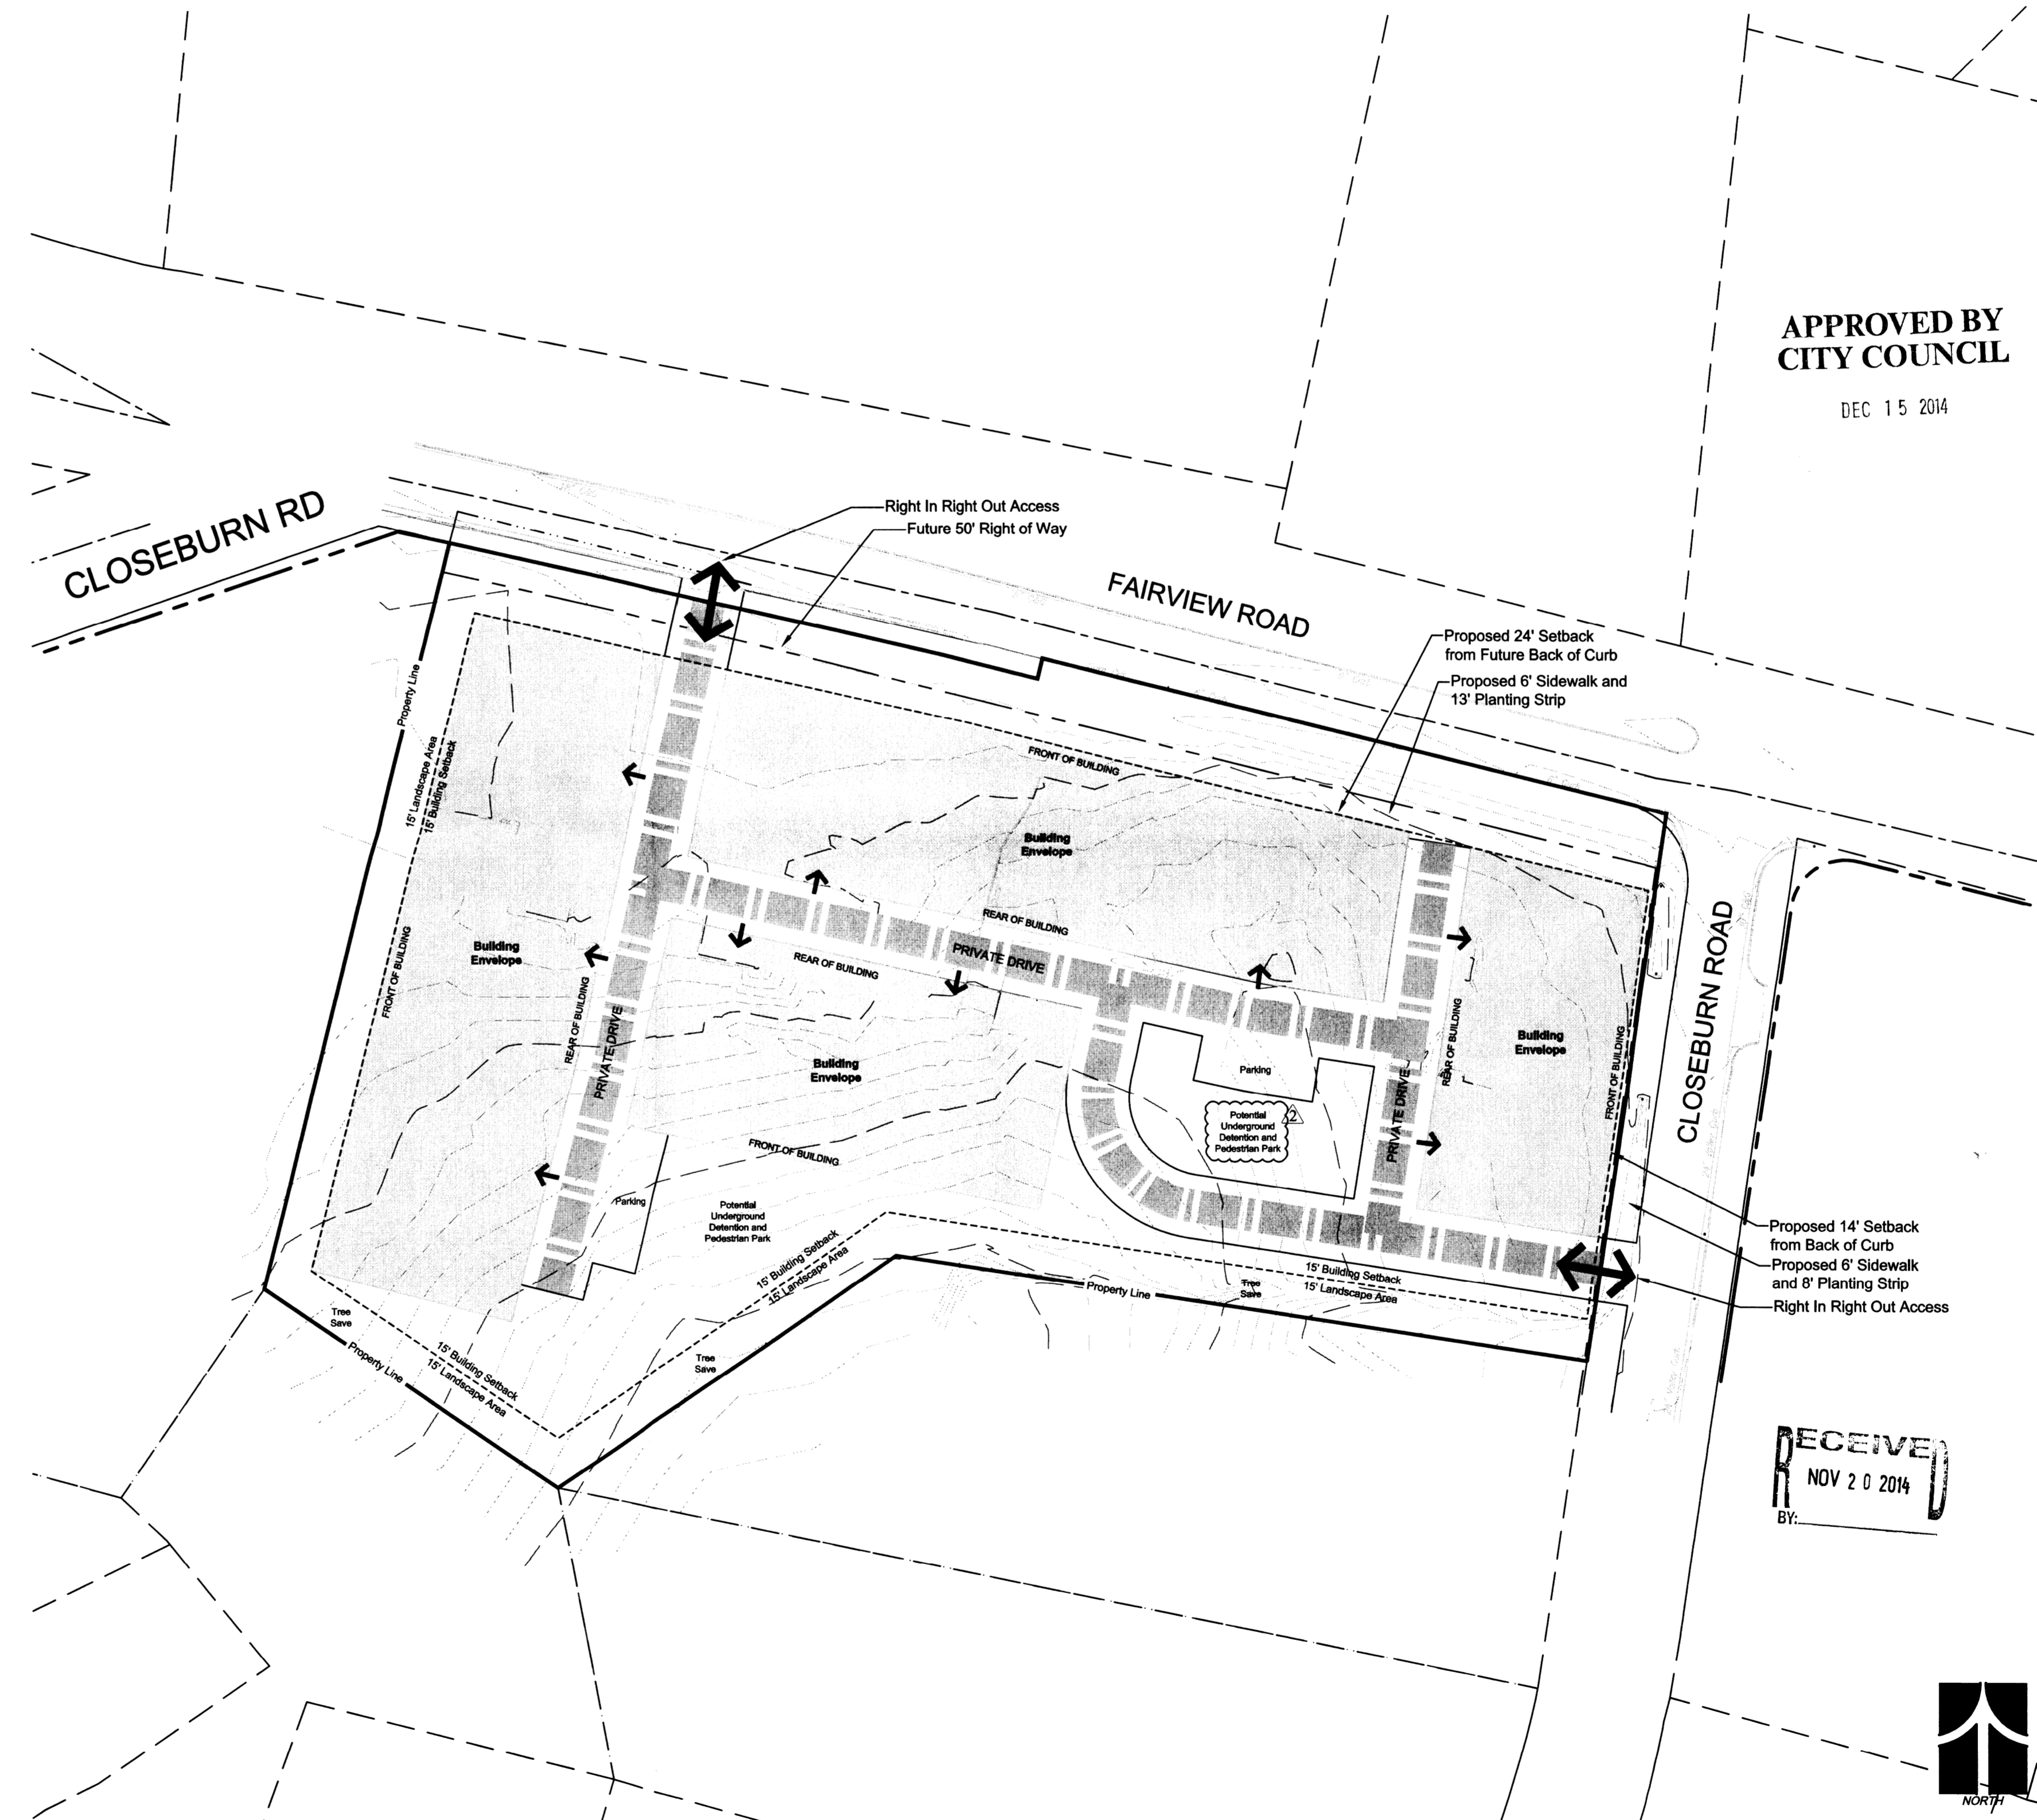 APPROVED BY
CITY COUNCIL
DEC 15 2014
CLOSEBURN RD
Right In Right Out Access
Future 50' Right of Way
FAIRVIEW ROAD
Proposed 24' Setback
from Future Back of Curb
Proposed 6' Sidewalk and
13' Planting Strip
Property Line
15' Landscape Area
15' Building Setback
FRONT OF BUILDING
Building
Envelope
REAR OF BUILDING
PRIVATE DRIVE
REAR OF BUILDING
FRONT OF BUILDING
Building
Envelope
REAR OF BUILDING
PRIVATE DRIVE
Building
Envelope
FRONT OF BUILDING
Parking
Potential
Underground
Detention and
Pedestrian Park
Parking
Potential
Underground
Detention and
Pedestrian Park
2
PRIVATE DRIVE
REAR OF BUILDING
Building
Envelope
FRONT OF BUILDING
CLOSEBURN ROAD
Proposed 14' Setback
from Back of Curb
Proposed 6' Sidewalk
and 8' Planting Strip
Right In Right Out Access
15' Building Setback
15' Landscape Area
Property Line
Tree
Save
15' Building Setback
15' Landscape Area
Tree
Save
Tree
Save
15' Building Setback
15' Landscape Area
Property Line
RECEIVED
NOV 20 2014
BY:
NORTH